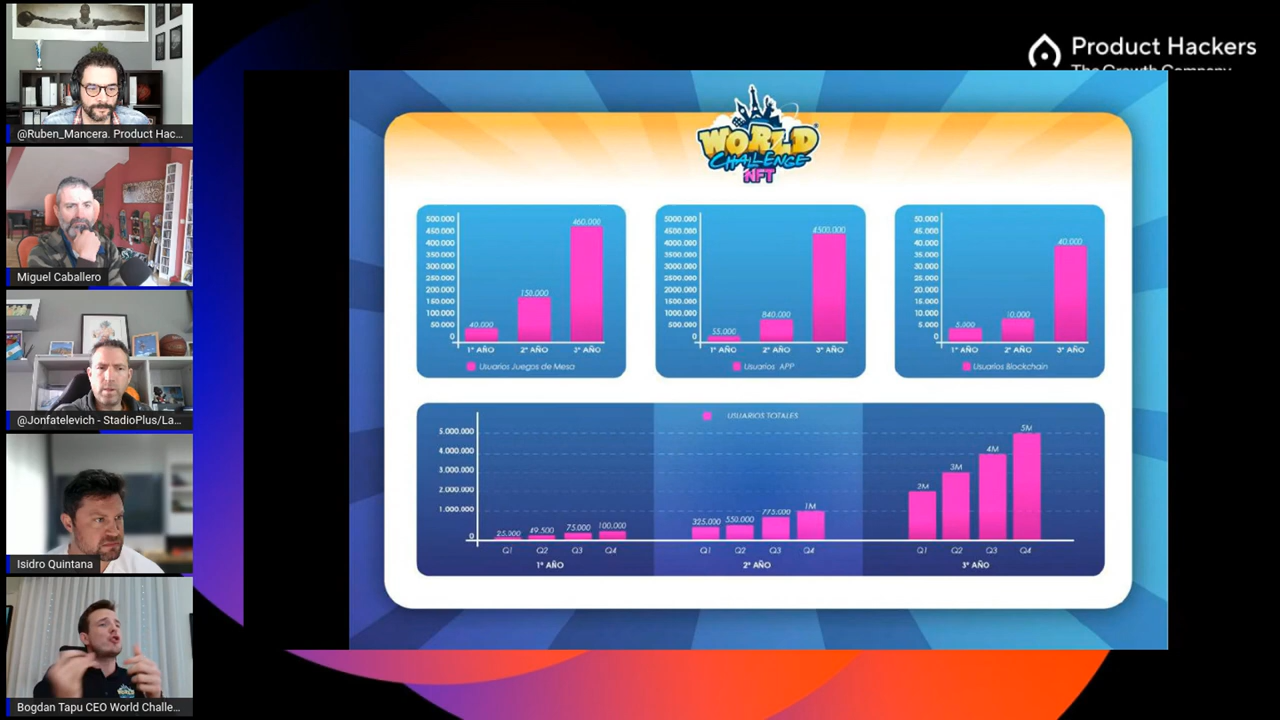 @Ruben_Mancera. Product Hac...
Miguel Caballero
@Jonfatelevich - StadioPlus/La...
Isidro Quintana
Bogdan Tapu CEO World Challe...
Product Hackers
The Growth Company
WORLD
CHALLENGE
NFT
500.000
450.000
400.000
350.000
300.000
250.000
200.000
150.000
100.000
50.000
0
40.000
150.000
460.000
1º AÑO 2º AÑO 3º AÑO
Usuarios Juegos de Mesa
5000.000
4500.000
4000.000
3500.000
3000.000
2500.000
2000.000
1500.000
1000.000
500.000
0
55.000
840.000
4500.000
1º AÑO 2º AÑO 3º AÑO
Usuarios APP
50.000
45.000
40.000
35.000
30.000
25.000
20.000
15.000
10.000
5.000
0
5.000
10.000
40.000
1º AÑO 2º AÑO 3º AÑO
Usuarios Blockchain
USUARIOS TOTALES
5.000.000
4.000.000
3.000.000
2.000.000
1.000.000
0
25.000 49.500 75.000 100.000
325.000 550.000 775.000 1M
2M 3M 4M 5M
Q1 Q2 Q3 Q4 Q1 Q2 Q3 Q4 Q1 Q2 Q3 Q4
1º AÑO 2º AÑO 3º AÑO